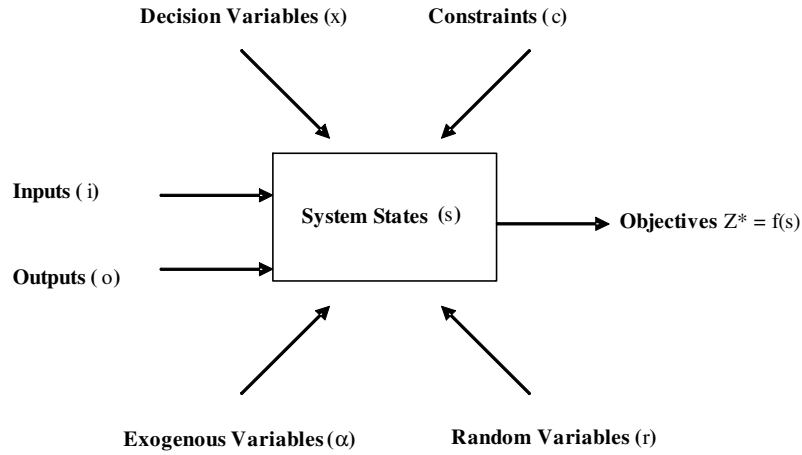 Decision Variables (x)
Constraints ( c )
Inputs ( i )
System States (s)
Objectives Z* = f(s)
Outputs ( o )
Exogenous Variables (α)
Random Variables (r)